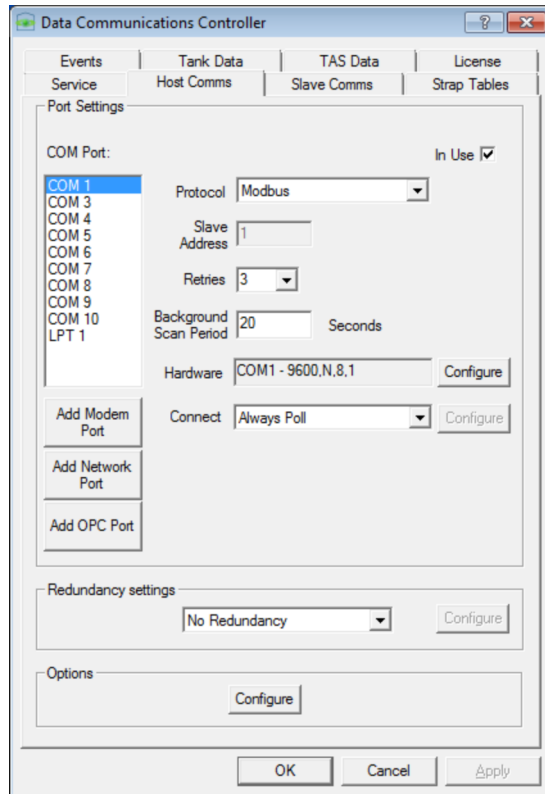 Data Communications Controller
Events Tank Data TAS Data License
Service Host Comms Slave Comms Strap Tables
Port Settings
COM Port:
In Use
COM 1
COM 3
COM 4
COM 5
COM 6
COM 7
COM 8
COM 9
COM 10
LPT 1
Protocol Modbus
Slave
Address 1
Retries 3
Background
Scan Period 20 Seconds
Hardware COM1 - 9600,N,8,1 Configure
Connect Always Poll Configure
Add Modem
Port
Add Network
Port
Add OPC Port
Redundancy settings
No Redundancy Configure
Options
Configure
OK Cancel Apply